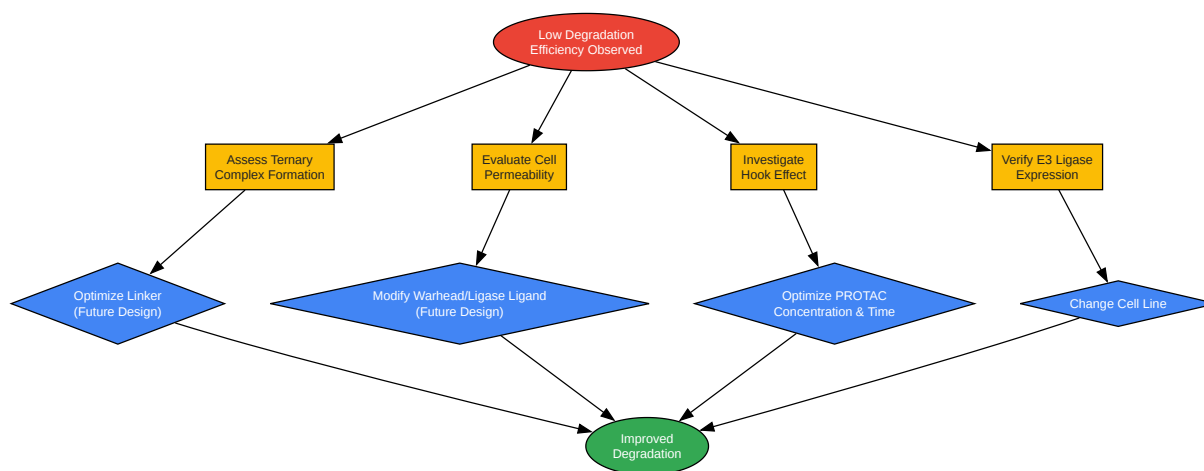 Low Degradation
Efficiency Observed
Assess Ternary
Complex Formation
Evaluate Cell
Permeability
Investigate
Hook Effect
Verify E3 Ligase
Expression
Optimize Linker
(Future Design)
Modify Warhead/Ligase Ligand
(Future Design)
Optimize PROTAC
Concentration & Time
Change Cell Line
Improved
Degradation